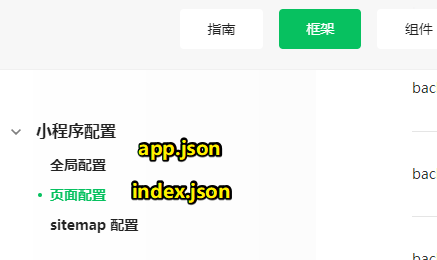 指南
框架
组件
小程序配置
全局配置
app.json
页面配置
index.json
sitemap 配置
bac
bac
bac